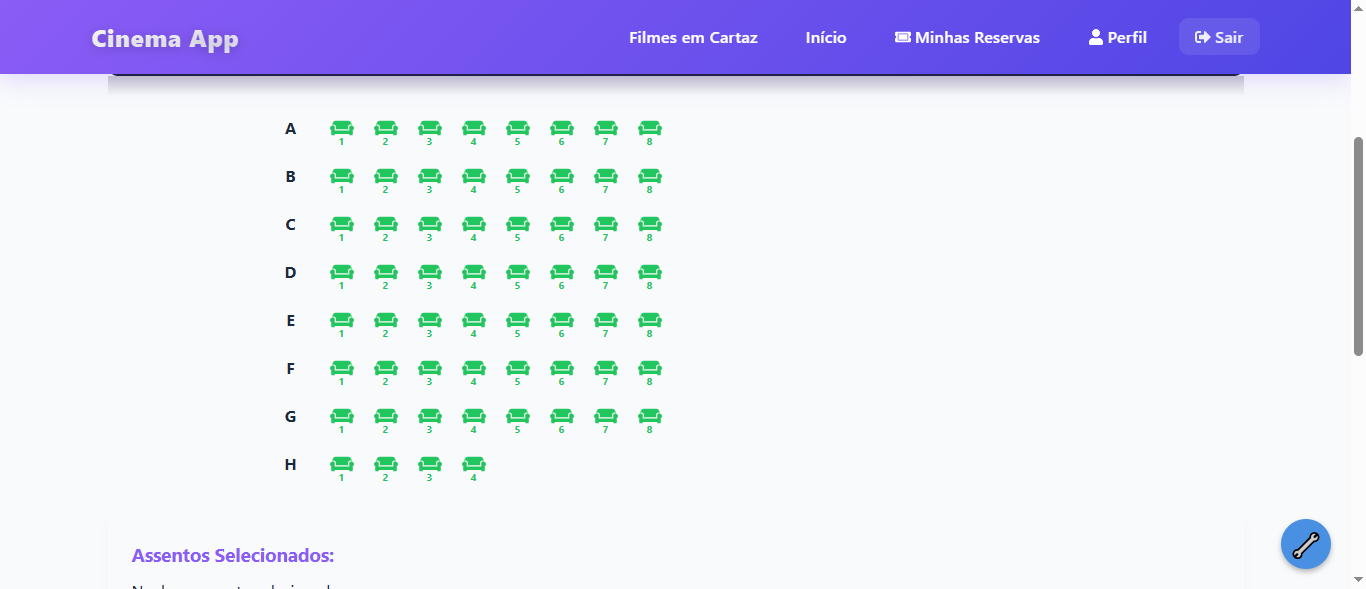 Cinema App Filmes em Cartaz Início Minhas Reservas Perfil Sair
A 1 2 3 4 5 6 7 8
B 1 2 3 4 5 6 7 8
C 1 2 3 4 5 6 7 8
D 1 2 3 4 5 6 7 8
E 1 2 3 4 5 6 7 8
F 1 2 3 4 5 6 7 8
G 1 2 3 4 5 6 7 8
H 1 2 3 4
Assentos Selecionados: